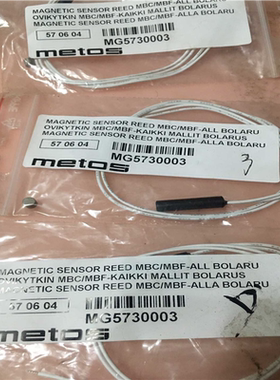 MAGNETIC SENSOR REED MBC/MBF-ALL BOLARU
OVIKYTKIN MBC/MBF-KAIKKI MALLIT BOLARUS
MAGNETIC SENSOR REED MBC/MBF-ALLA BOLARU
57 06 04
metos
MG5730003
MAGNETIC SENSOR REED MBC/MBF-ALL BOLARU
OVIKYTKIN MBC/MBF-KAIKKI MALLIT BOLARUS
MAGNETIC SENSOR REED MBC/MBF-ALLA BOLARU
57 06 04
metos
MG5730003
3
MAGNETIC SENSOR REED MBC/MBF-ALL BOLARU
OVIKYTKIN MBC/MBF-KAIKKI MALLIT BOLARUS
MAGNETIC SENSOR REED MBC/MBF-ALLA BOLARU
57 06 04
metos
MG5730003